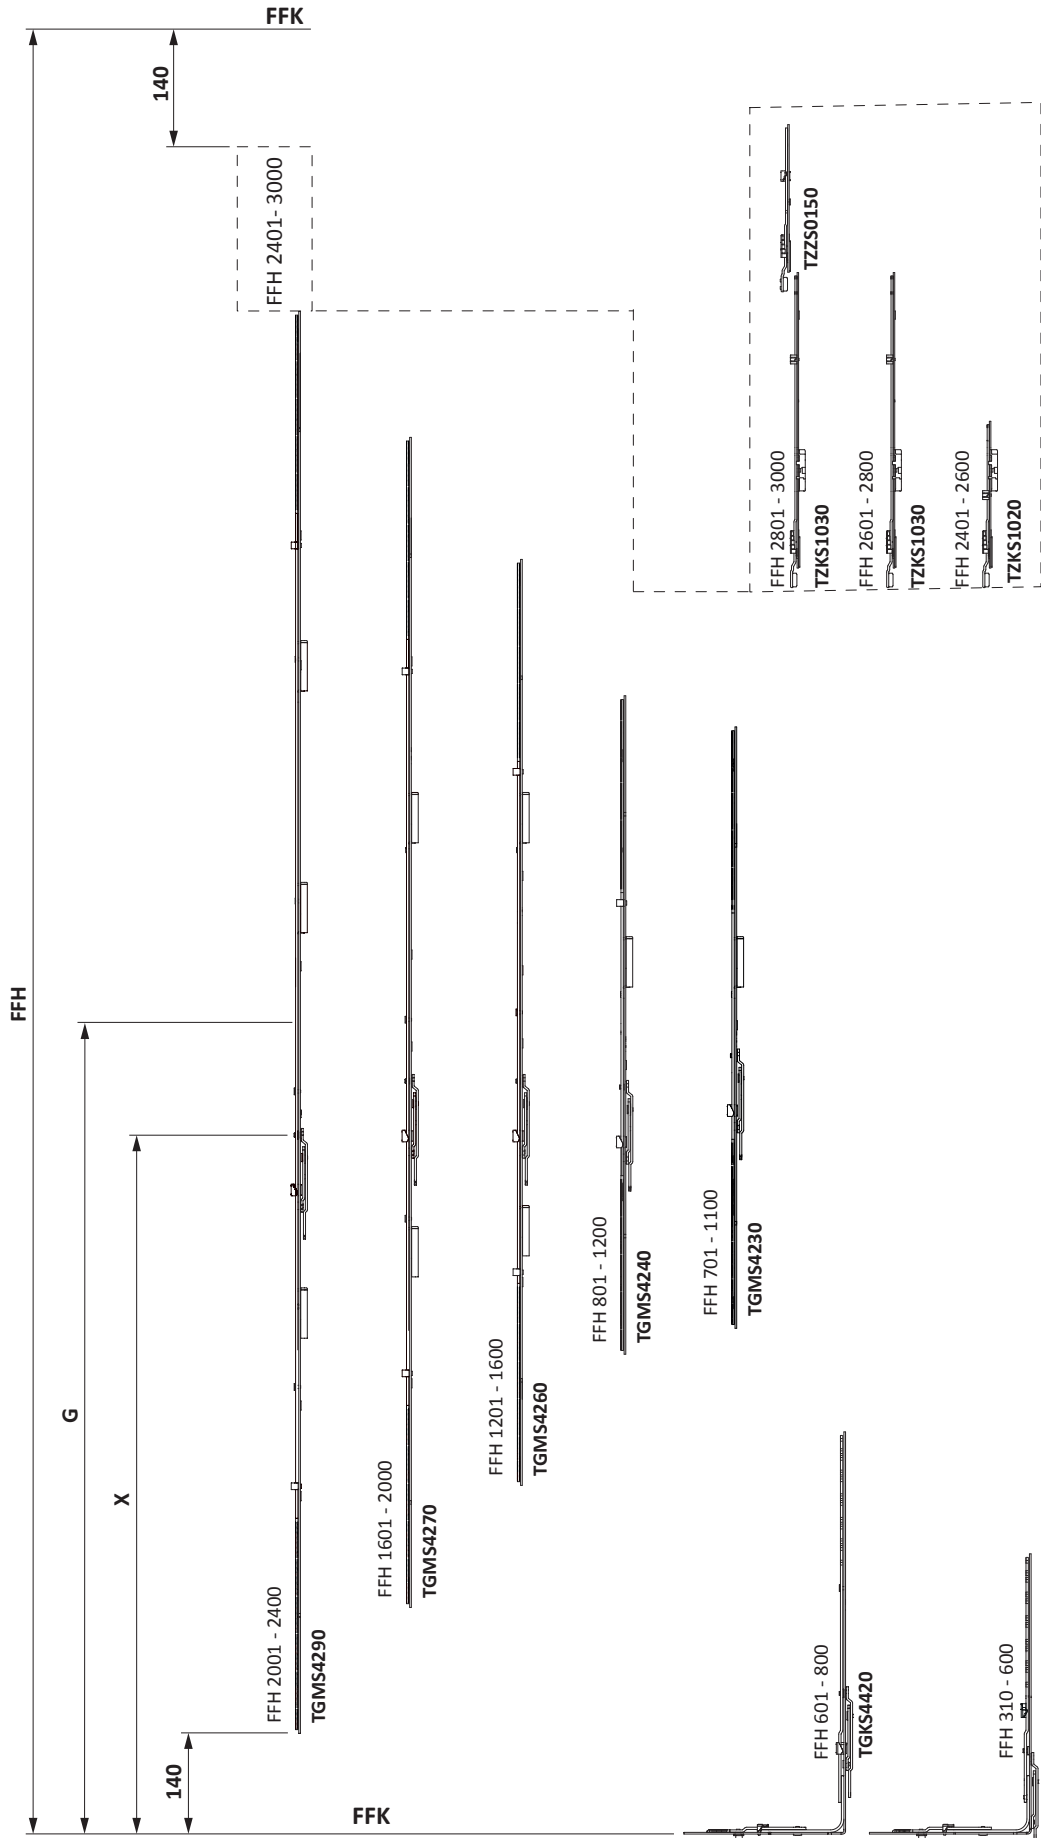 FFK
140
FFH 2401- 3000
TZZS0150
FFH 2801 - 3000
TZKS1030
FFH 2601 - 2800
TZKS1030
FFH 2401 - 2600
TZKS1020
FFH
G
X
FFH 2001 - 2400
TGMS4290
FFH 1601 - 2000
TGMS4270
FFH 1201 - 1600
TGMS4260
FFH 801 - 1200
TGMS4240
FFH 701 - 1100
TGMS4230
FFH 601 - 800
TGKS4420
FFH 310 - 600
140
FFK